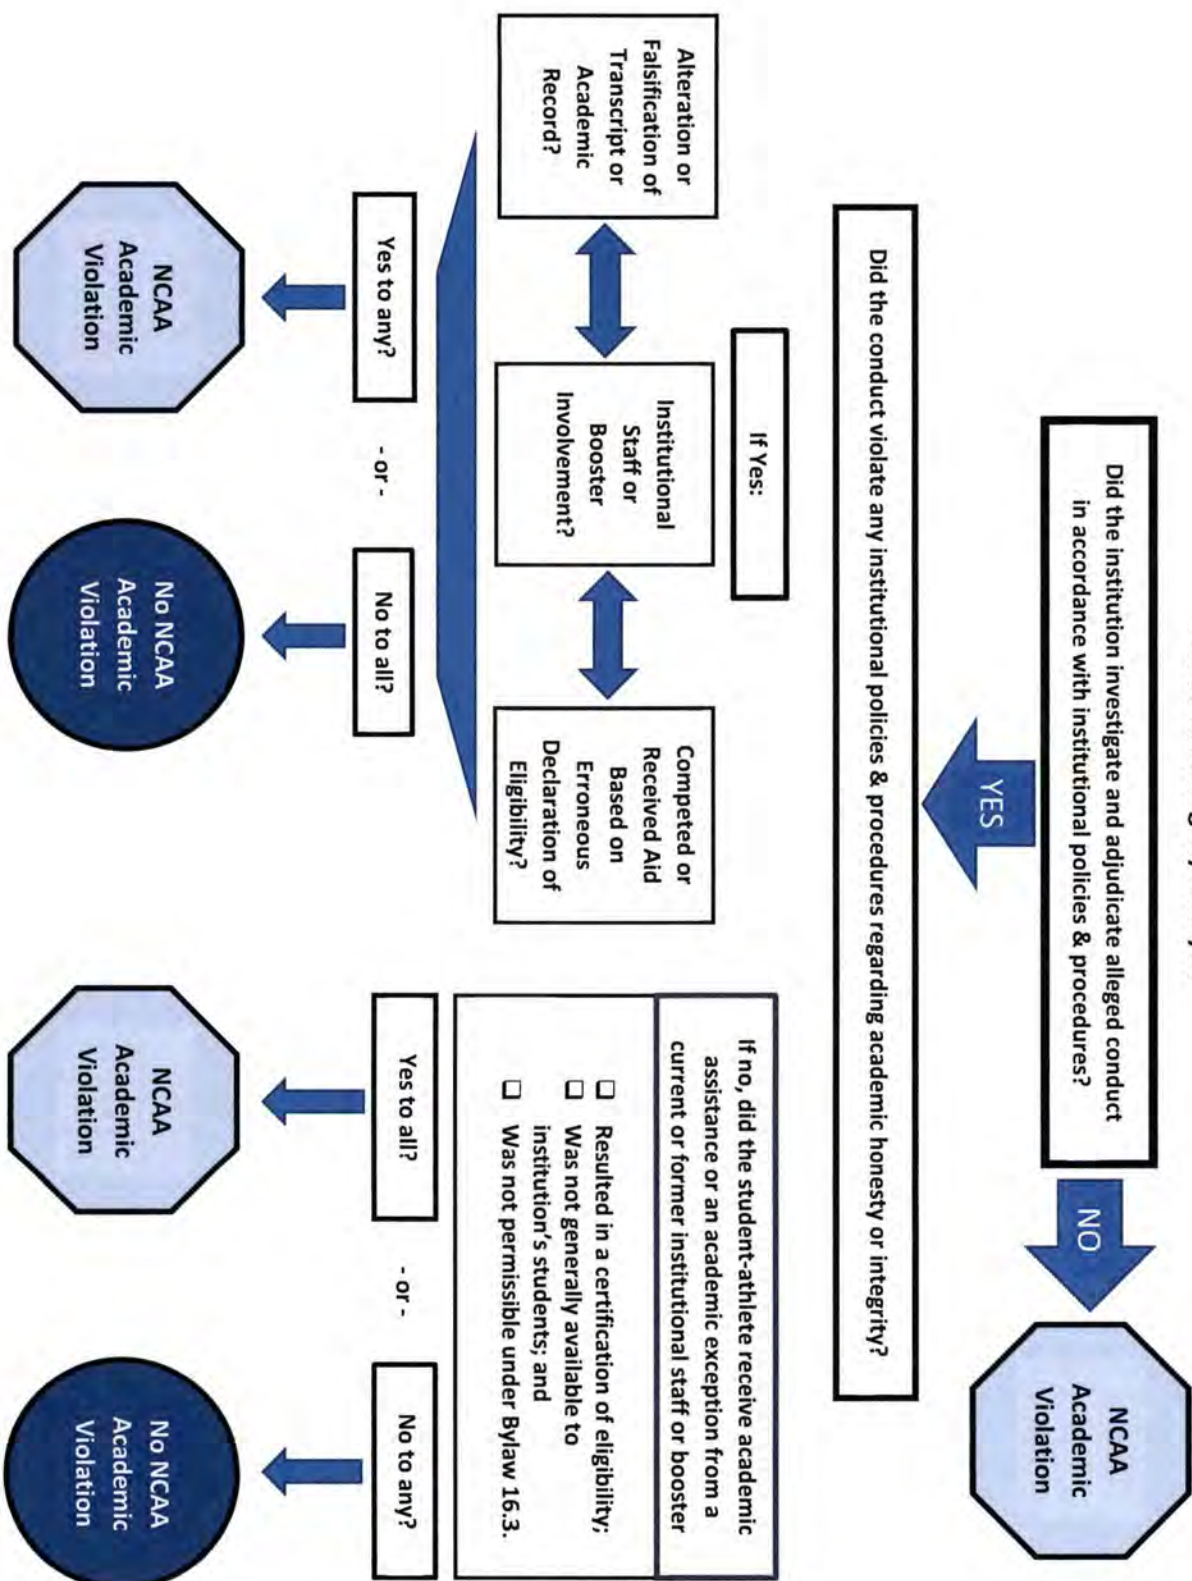 Did the institution investigate and adjudicate alleged conduct
in accordance with institutional policies & procedures?
NO
NCAA
Academic
Violation
YES
Did the conduct violate any institutional policies & procedures regarding academic honesty or integrity?
If Yes:
Alteration or
Falsification of
Transcript or
Academic
Record?
Institutional
Staff or
Booster
Involvement?
Competed or
Received Aid
Based on
Erroneous
Declaration of
Eligibility?
Yes to any?
- or -
No to all?
NCAA
Academic
Violation
No NCAA
Academic
Violation
If no, did the student-athlete receive academic
assistance or an academic exception from a
current or former institutional staff or booster
❑ Resulted in a certification of eligibility;
❑ Was not generally available to
institution's students; and
❑ Was not permissible under Bylaw 16.3.
Yes to all?
- or -
No to any?
NCAA
Academic
Violation
No NCAA
Academic
Violation